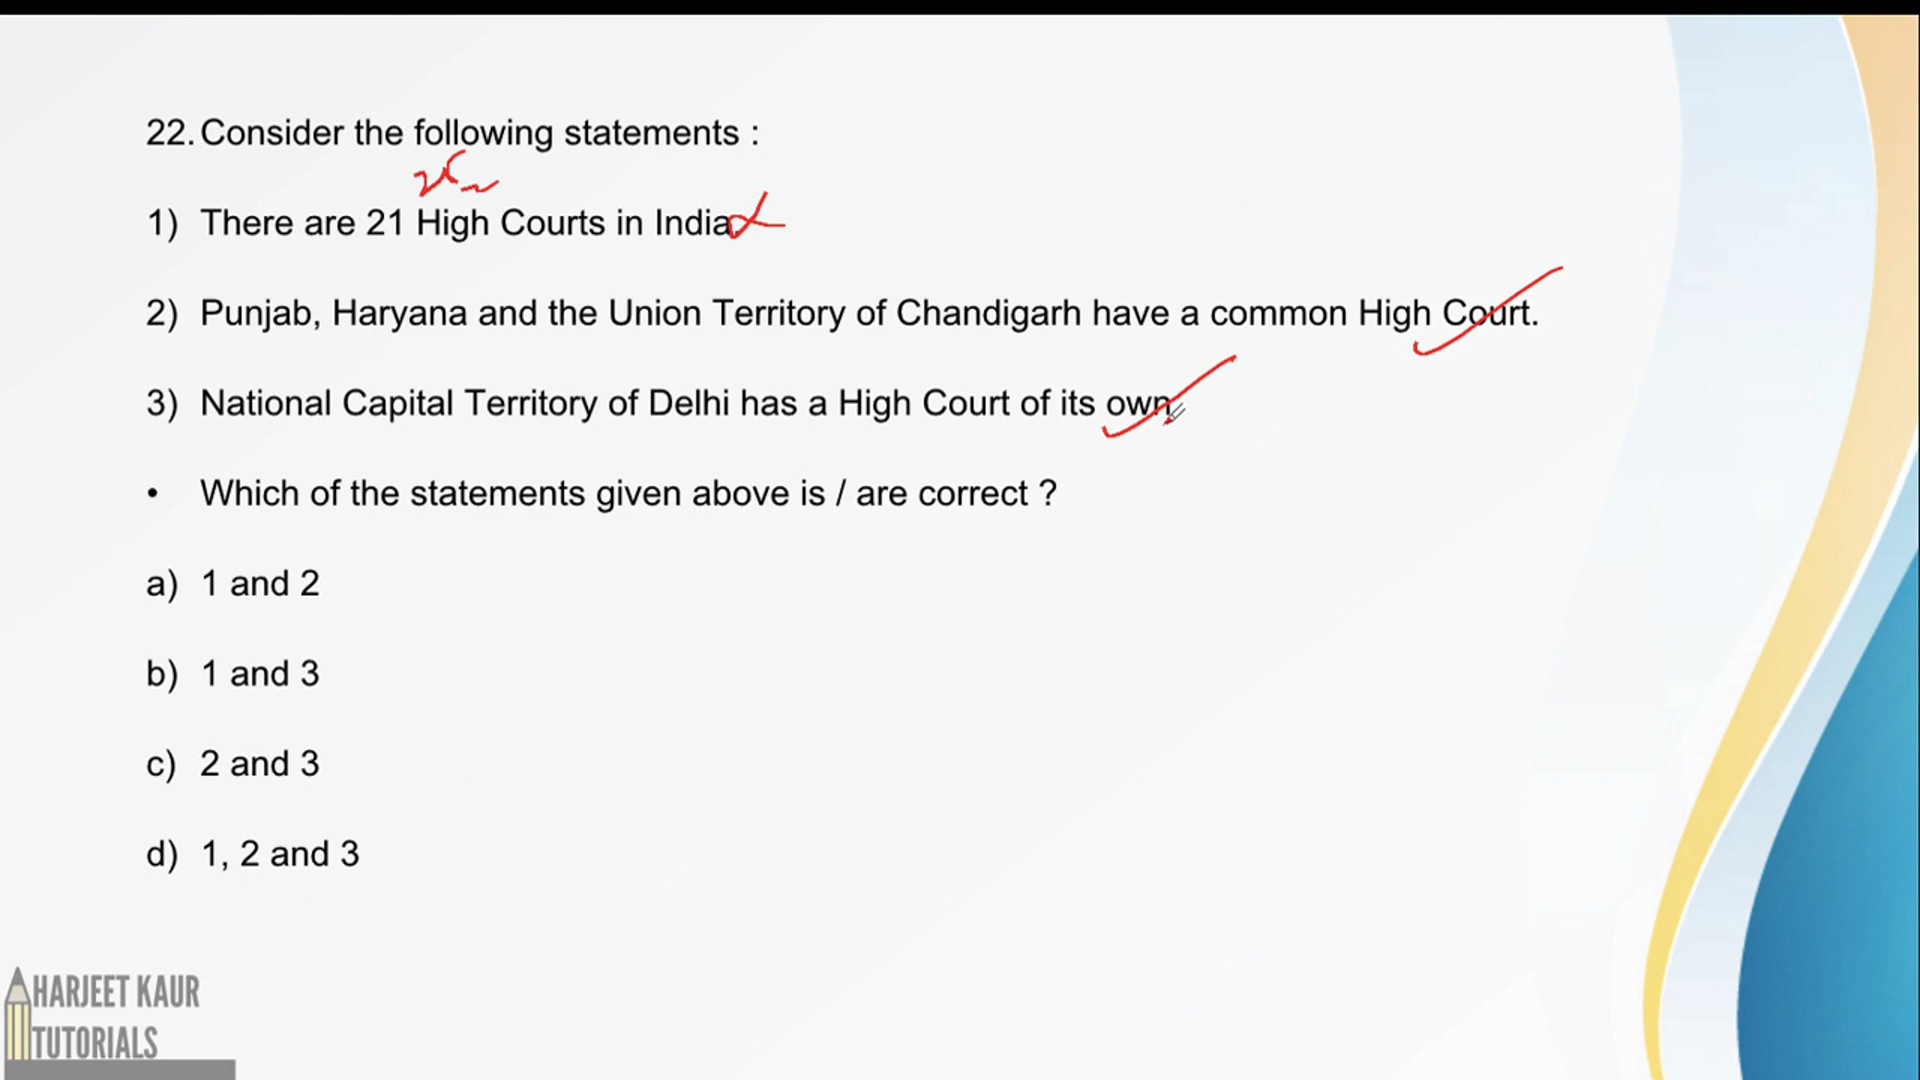 22. Consider the following statements :
25
1) There are 21 High Courts in India.
2) Punjab, Haryana and the Union Territory of Chandigarh have a common High Court.
3) National Capital Territory of Delhi has a High Court of its own.
• Which of the statements given above is / are correct ?
a) 1 and 2
b) 1 and 3
c) 2 and 3
d) 1, 2 and 3
HARJEET KAUR
TUTORIALS